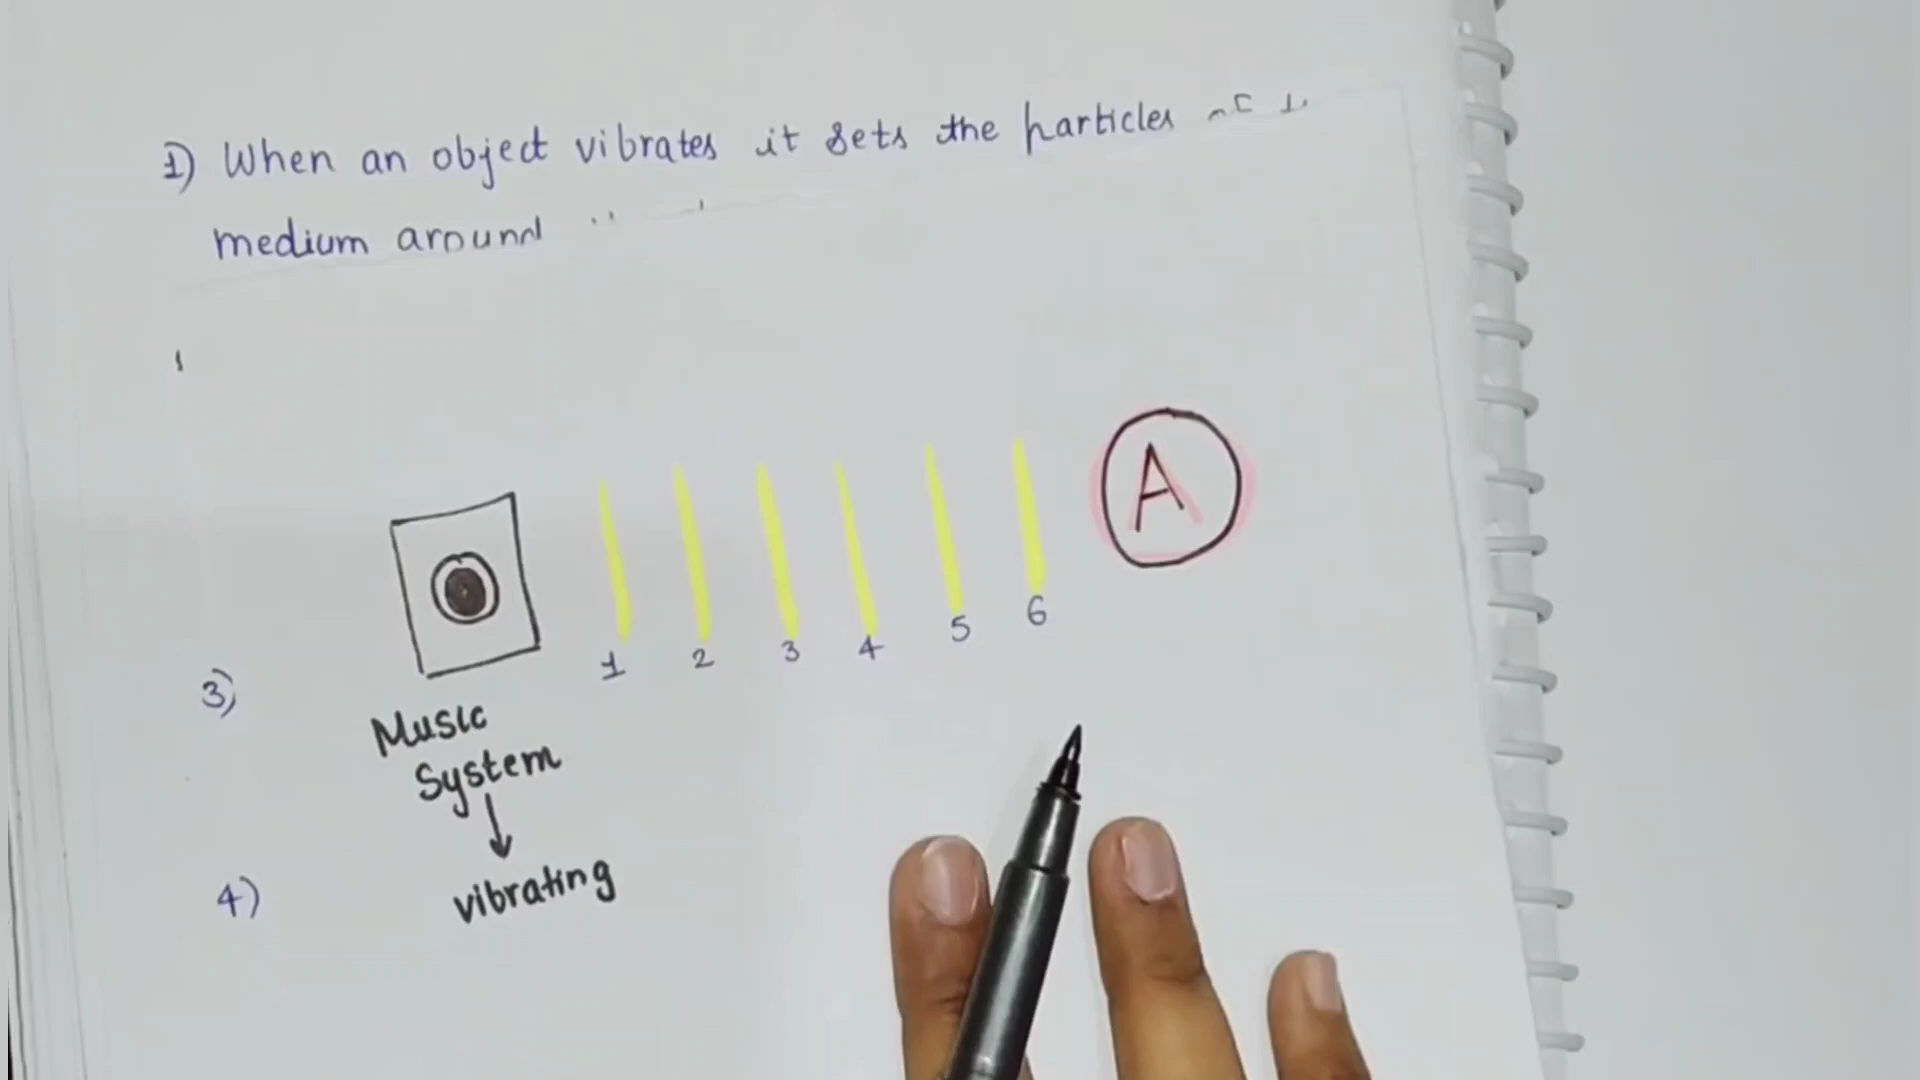 1) When an object vibrates it sets the particles
medium around
A
1 2 3 4 5 6
3)
Music
System
↓
4)
vibrating